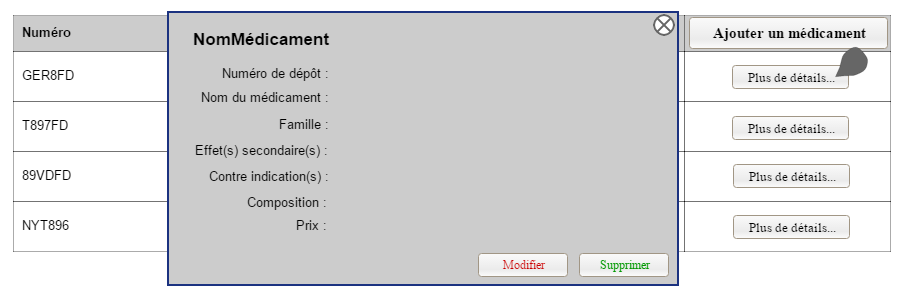 Numéro
Ajouter un médicament
GER8FD
Plus de détails...
T897FD
Plus de détails...
89VDFD
Plus de détails...
NYT896
Plus de détails...
NomMédicament
Numéro de dépôt :
Nom du médicament :
Famille :
Effet(s) secondaire(s) :
Contre indication(s) :
Composition :
Prix :
Modifier
Supprimer